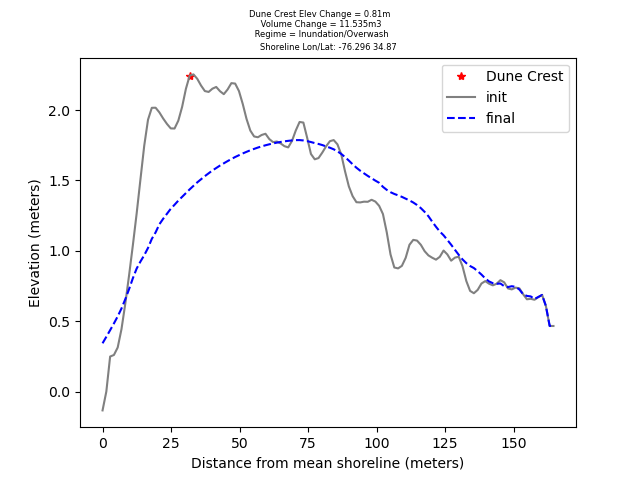 Dune Crest Elev Change = 0.81m
Volume Change = 11.535m3
Regime = Inundation/Overwash
Shoreline Lon/Lat: -76.296 34.87
Dune Crest
init
final
2.0
1.5
1.0
0.5
0.0
Elevation (meters)
0 25 50 75 100 125 150
Distance from mean shoreline (meters)